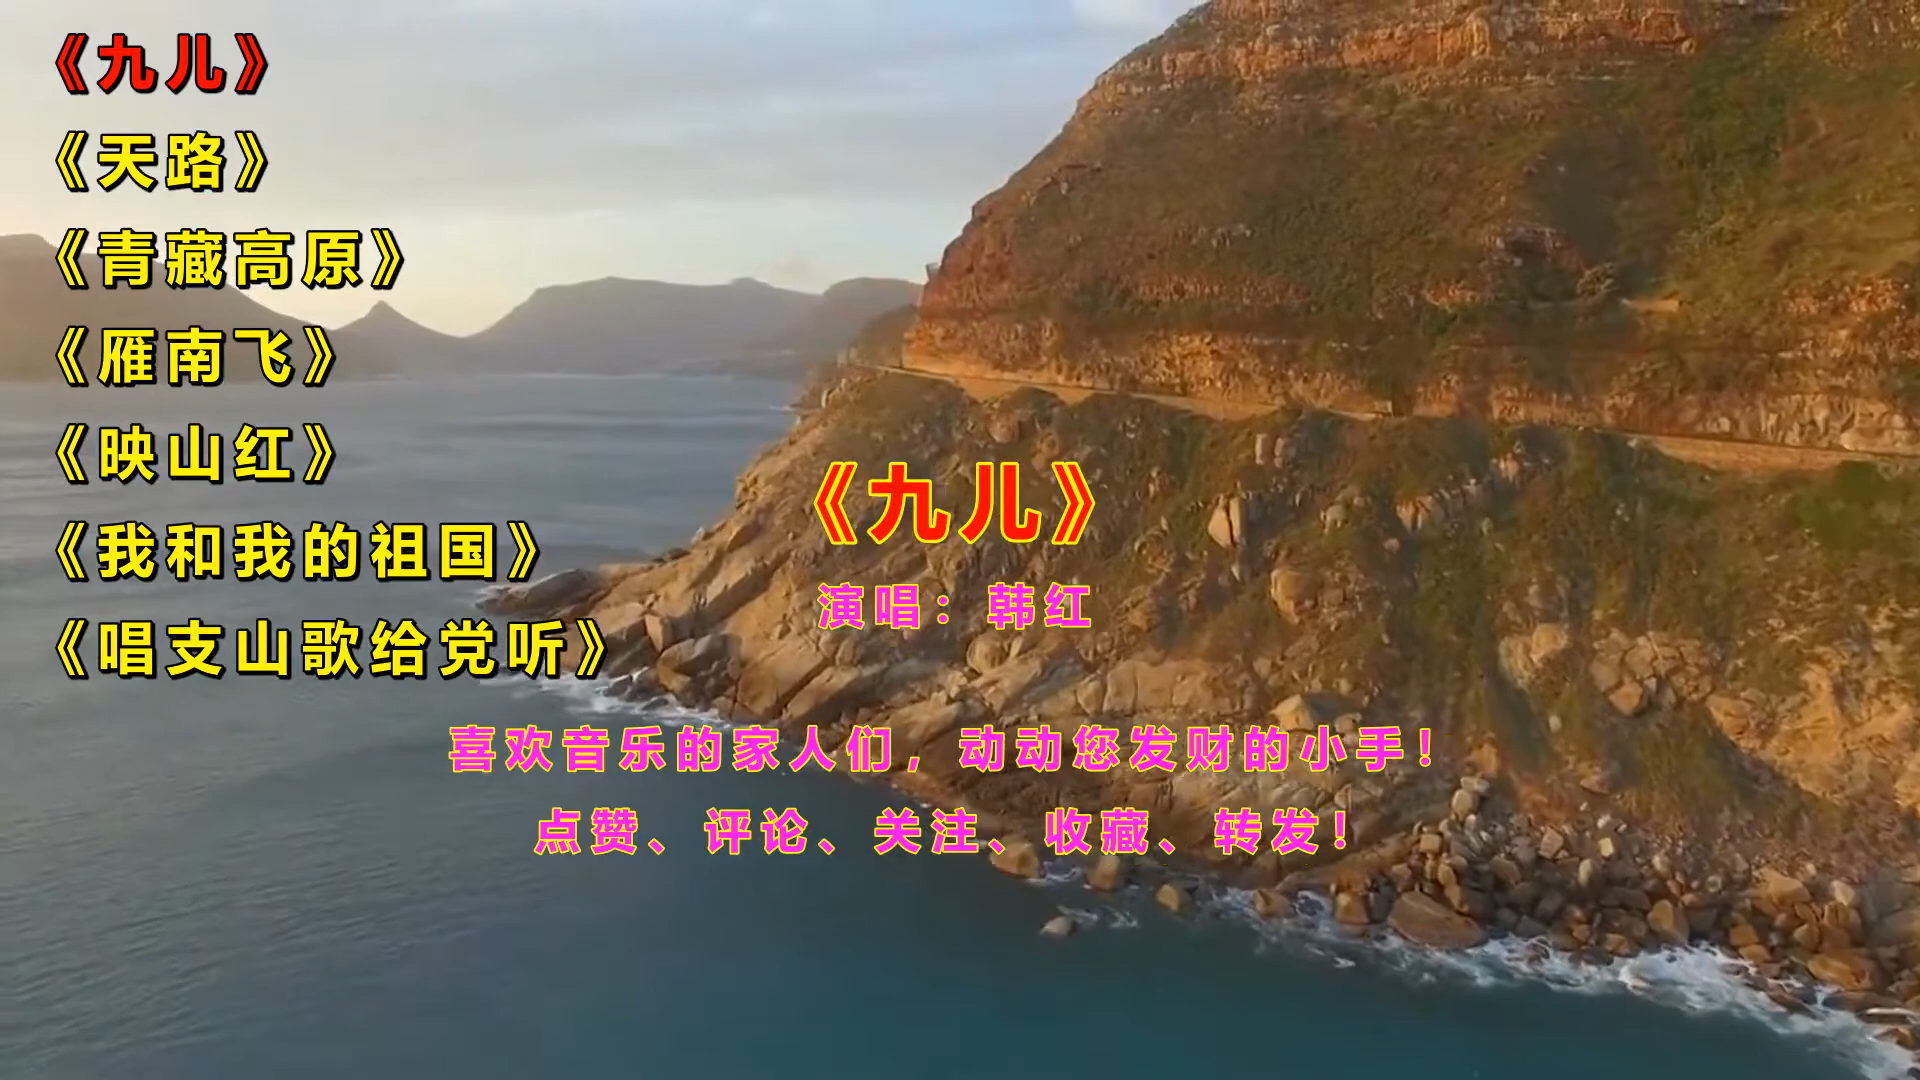 《九儿》
《天路》
《青藏高原》
《雁南飞》
《映山红》
《我和我的祖国》
《唱支山歌给党听》
《九儿》
演唱：韩红
喜欢音乐的家人们，动动您发财的小手！
点赞、评论、关注、收藏、转发！